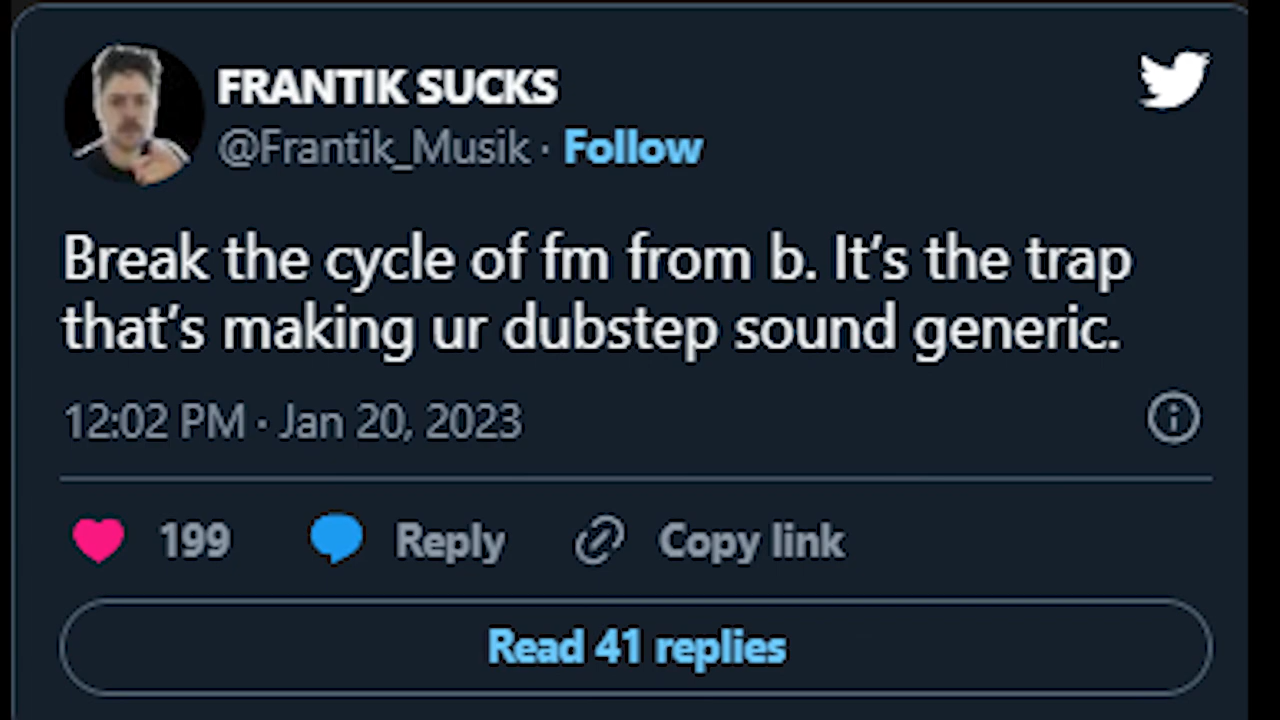 FRANTIK SUCKS
@Frantik_Musik · Follow
Break the cycle of fm from b. It's the trap
that's making ur dubstep sound generic.
12:02 PM · Jan 20, 2023
199 Reply Copy link
Read 41 replies